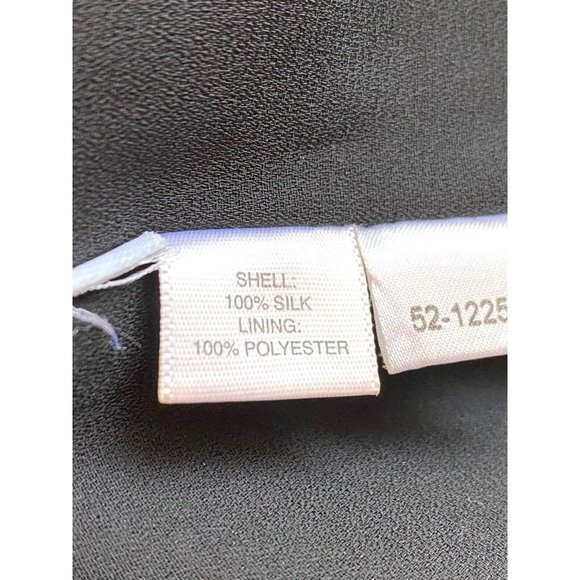 SHELL:
100% SILK
LINING:
100% POLYESTER
52-1225